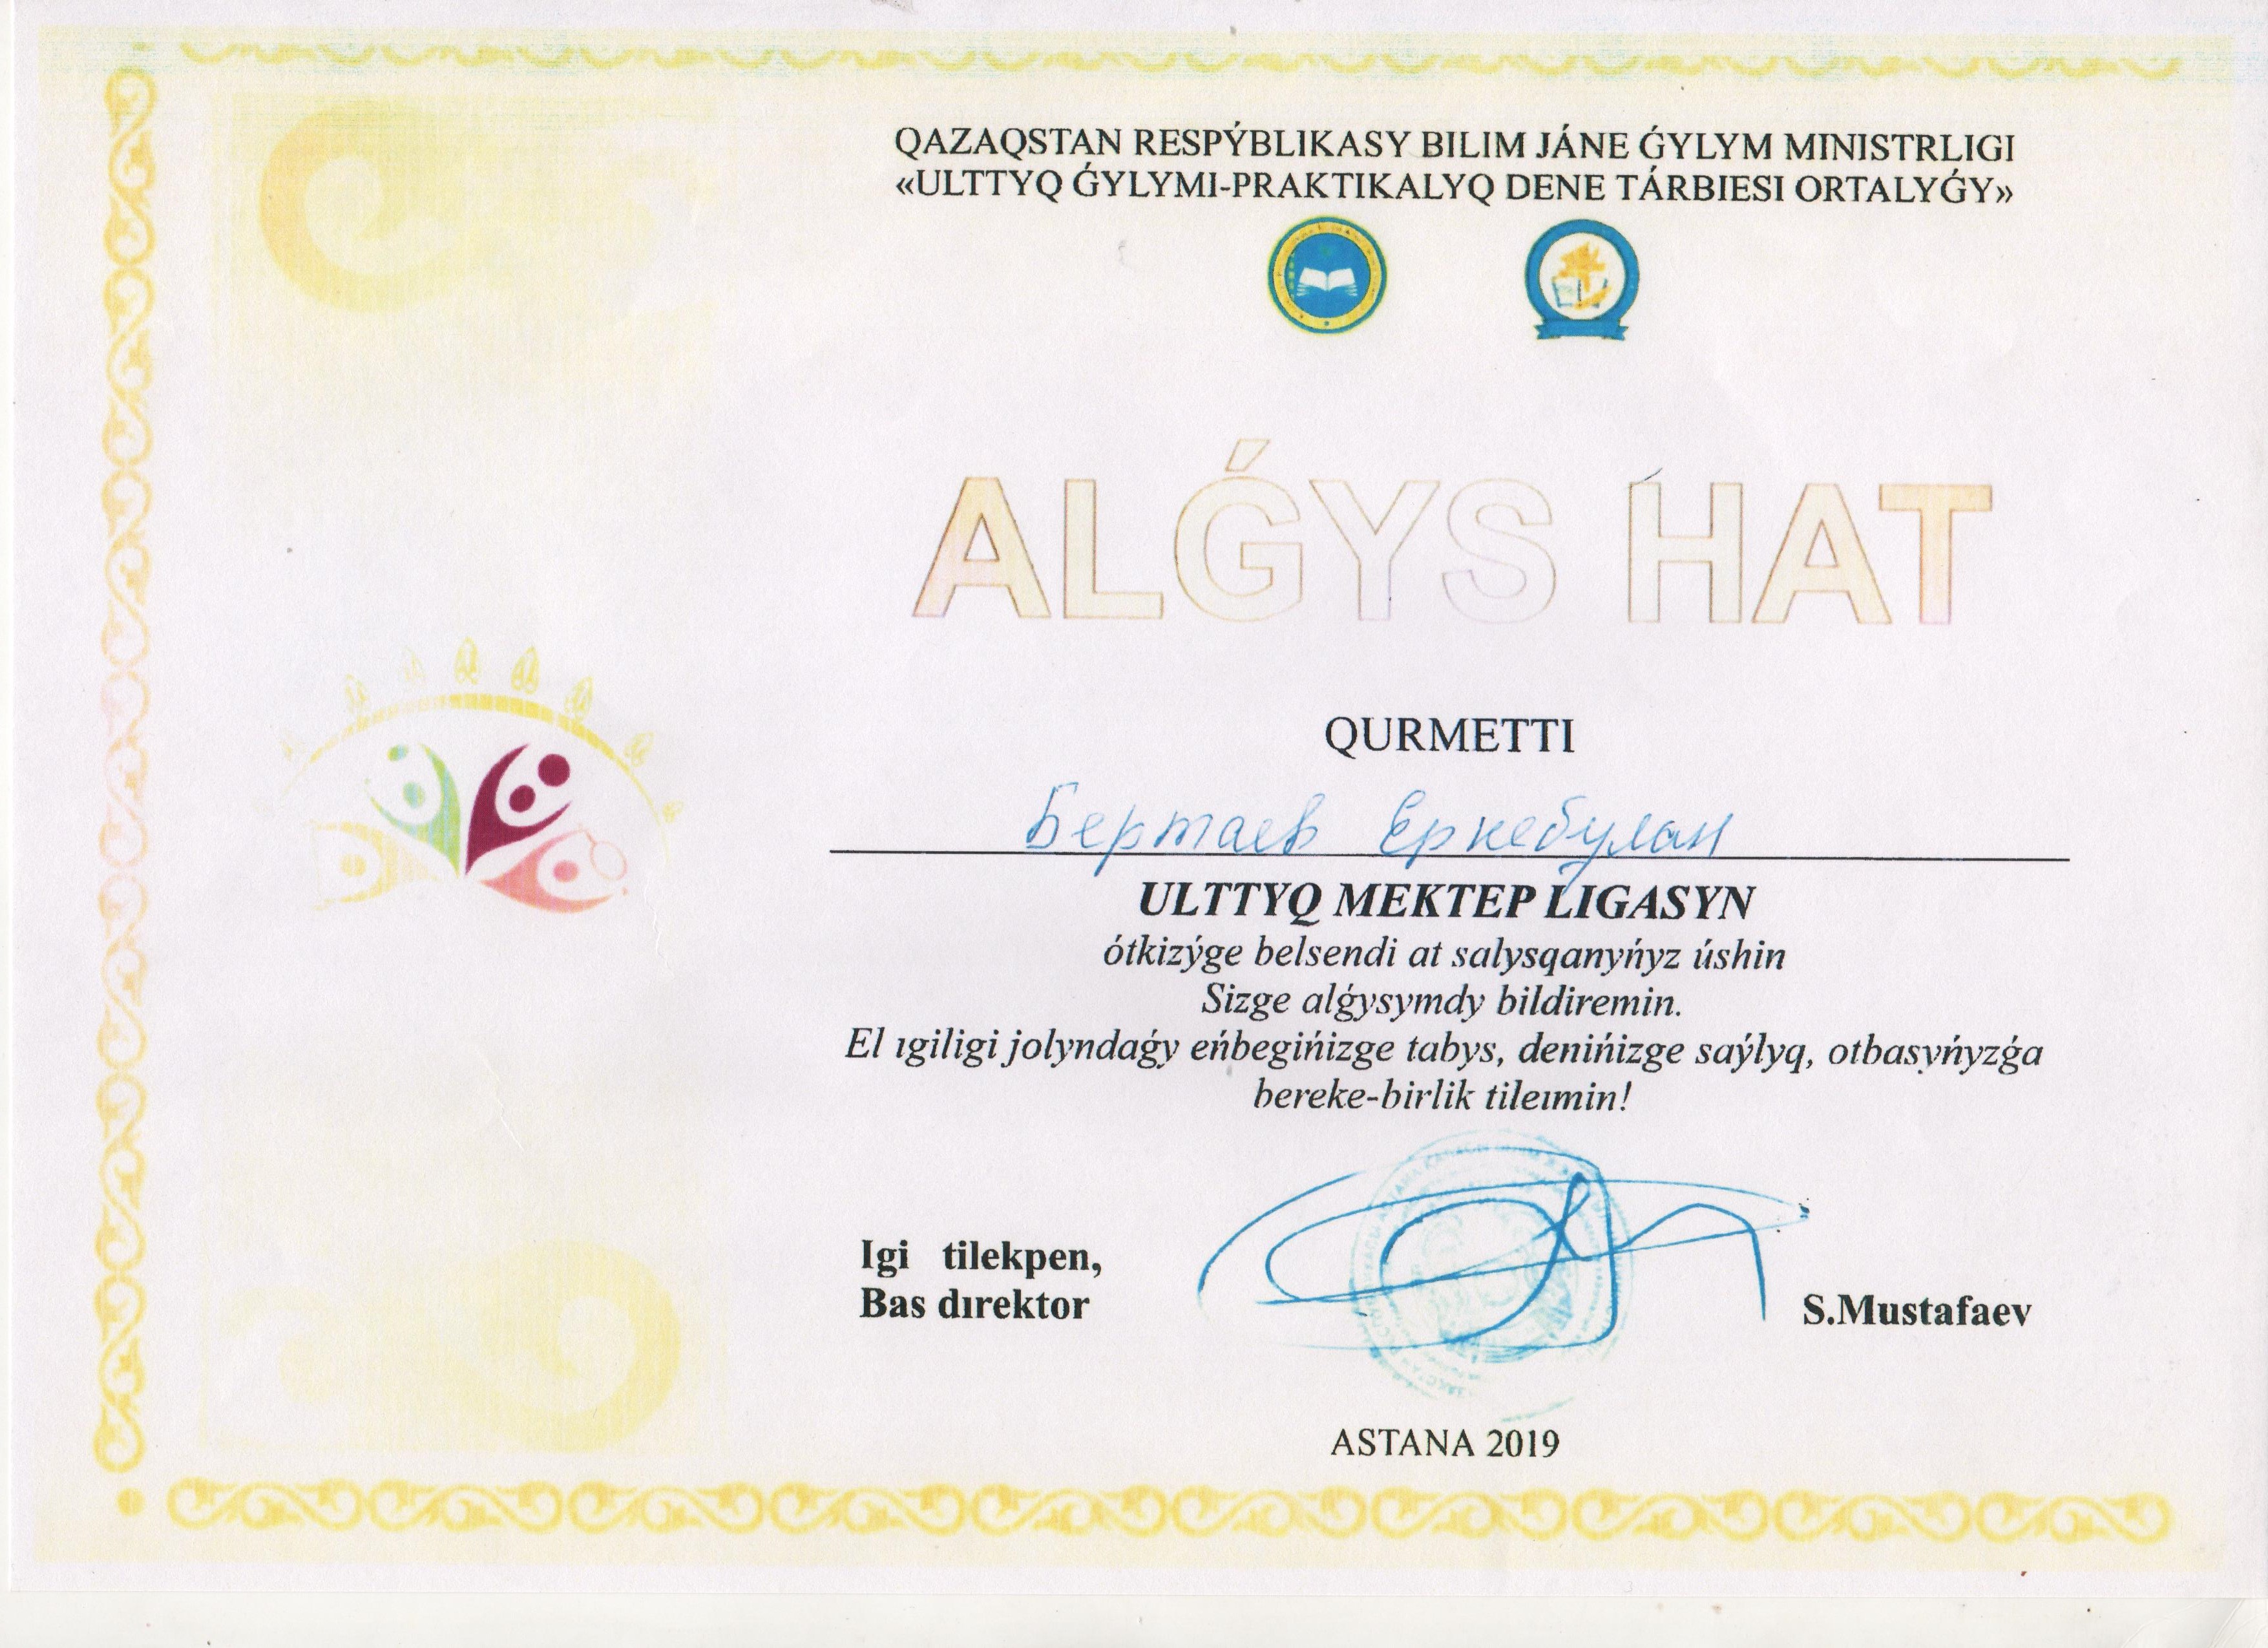 QAZAQSTAN RESPÝBLIKASY BILIM JÁNE ǴYLYM MINISTRLIGI
«ULTTYQ ǴYLYMI-PRAKTIKALYQ DENE TÁRBIESI ORTALYǴY»
ALǴYS HAT
QURMETTI
Бертаев Еркебулан
ULTTYQ MEKTEP LIGASYN
ótkizýge belsendi at salysqanyńyz úshin
Sizge alǵysymdy bildiremin.
El ıgiligi jolyndaǵy eńbegińizge tabys, denińizge saýlyq, otbasyńyzǵa
bereke-birlik tileımin!
Igi tilekpen,
Bas dırektor
S.Mustafaev
ASTANA 2019